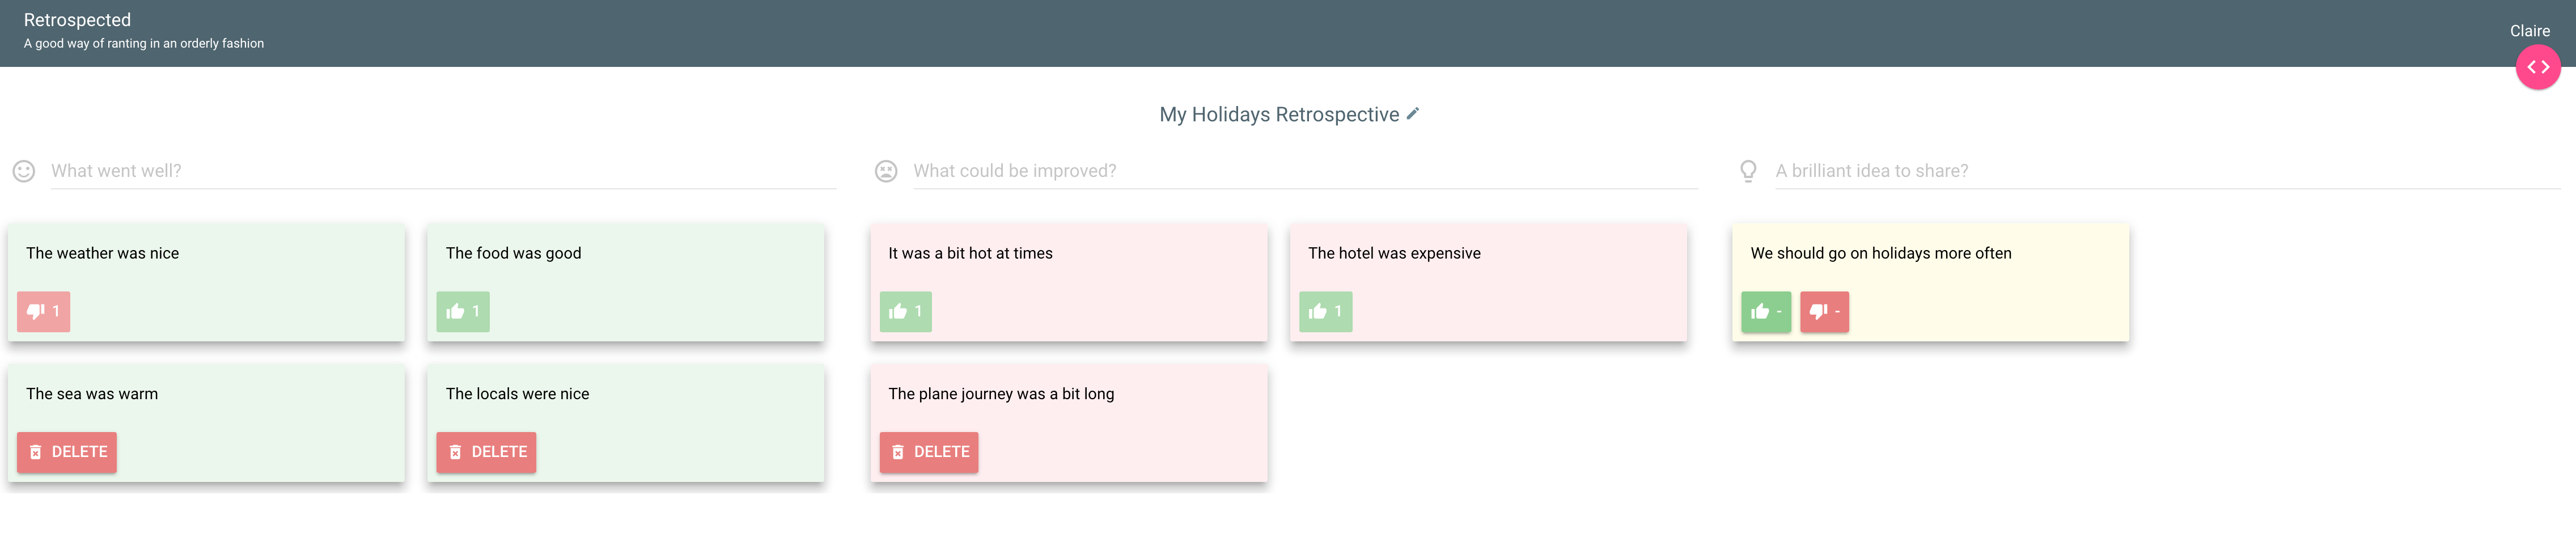 Retrospected
A good way of ranting in an orderly fashion
Claire
My Holidays Retrospective
What went well?
What could be improved?
A brilliant idea to share?
The weather was nice
1
The food was good
1
It was a bit hot at times
1
The hotel was expensive
1
We should go on holidays more often
- -
The sea was warm
DELETE
The locals were nice
DELETE
The plane journey was a bit long
DELETE